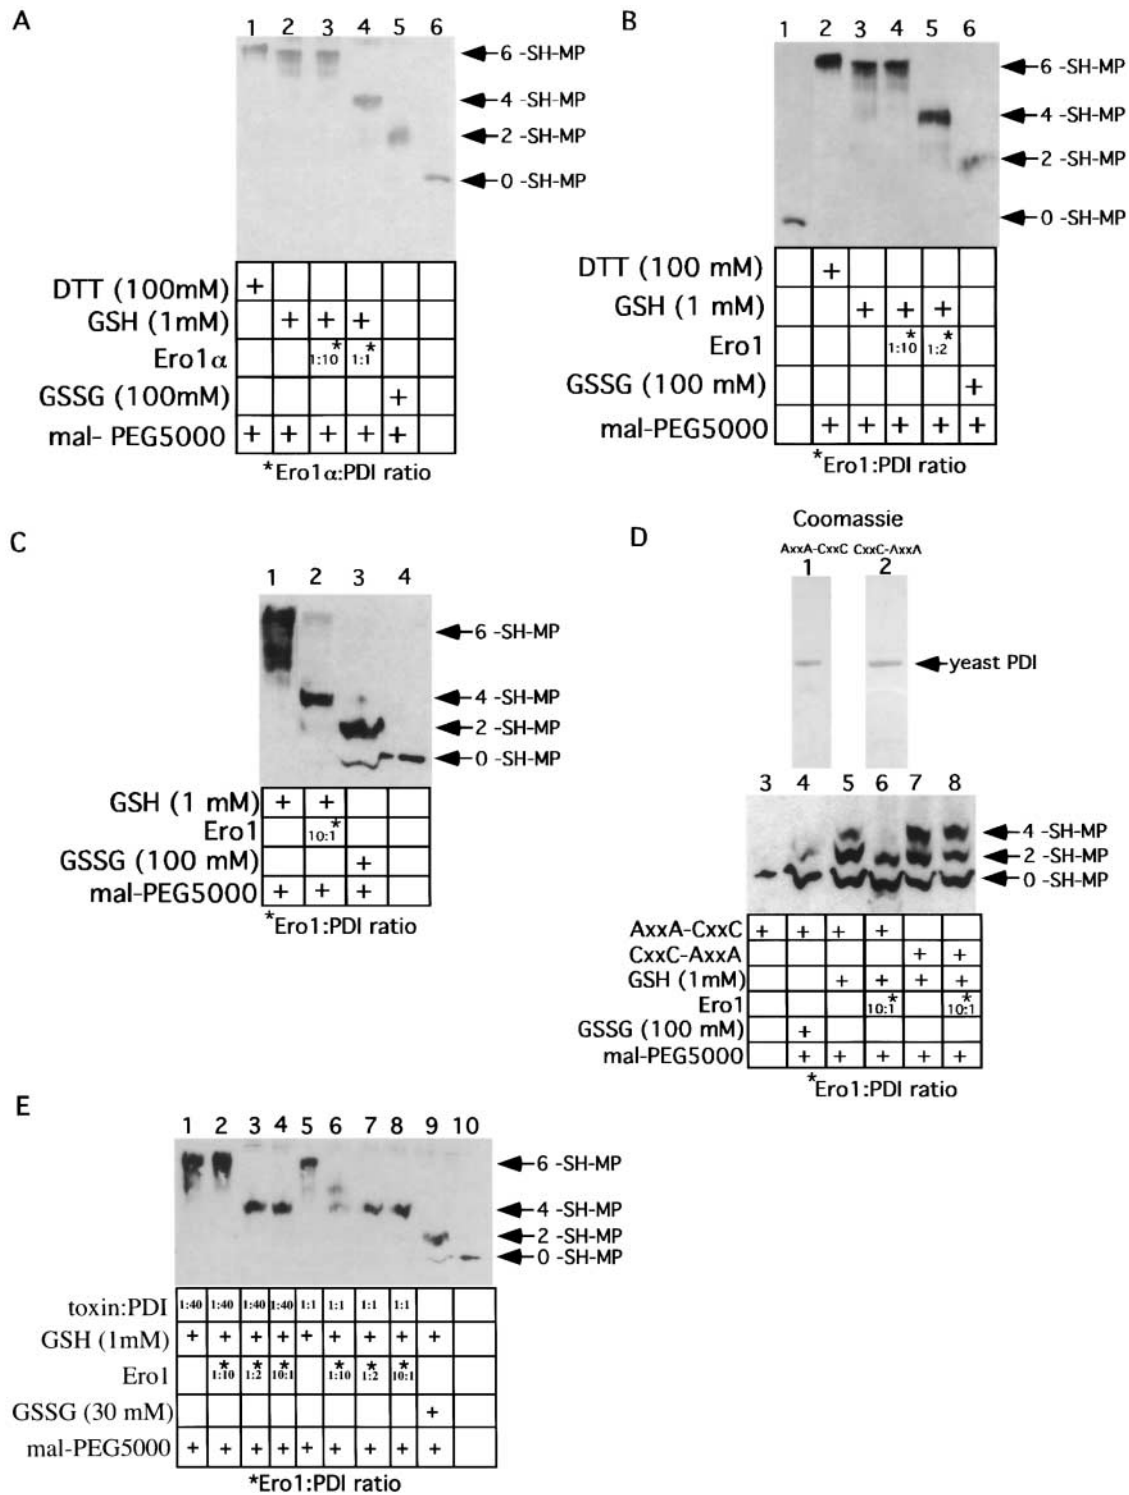 A
1 2 3 4 5 6
6 -SH-MP
4 -SH-MP
2 -SH-MP
0 -SH-MP
DTT (100mM) +
GSH (1mM) + + +
Ero1α 1:10* 1:1*
GSSG (100mM) +
mal- PEG5000 + + + + +
*Ero1α:PDI ratio
B
1 2 3 4 5 6
6 -SH-MP
4 -SH-MP
2 -SH-MP
0 -SH-MP
DTT (100 mM) +
GSH (1 mM) + + +
Ero1 1:10* 1:2*
GSSG (100 mM) +
mal-PEG5000 + + + + +
*Ero1:PDI ratio
C
1 2 3 4
6 -SH-MP
4 -SH-MP
2 -SH-MP
0 -SH-MP
GSH (1 mM) + +
Ero1 10:1*
GSSG (100 mM) +
mal-PEG5000 + + +
*Ero1:PDI ratio
D
Coomassie
AxxA-CxxC CxxC-AxxA
1 2
yeast PDI
3 4 5 6 7 8
4 -SH-MP
2 -SH-MP
0 -SH-MP
AxxA-CxxC + + + +
CxxC-AxxA + +
GSH (1mM) + + + +
Ero1 10:1* 10:1*
GSSG (100 mM) +
mal-PEG5000 + + + + +
*Ero1:PDI ratio
E
1 2 3 4 5 6 7 8 9 10
6 -SH-MP
4 -SH-MP
2 -SH-MP
0 -SH-MP
toxin:PDI 1:40 1:40 1:40 1:40 1:1 1:1 1:1 1:1
GSH (1mM) + + + + + + + + +
Ero1 1:10* 1:2* 10:1* 1:10* 1:2* 10:1*
GSSG (30 mM) +
mal-PEG5000 + + + + + + + + +
*Ero1:PDI ratio